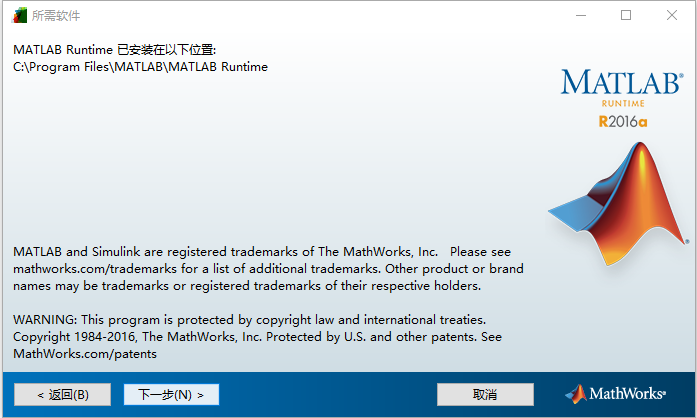 所需软件
MATLAB Runtime 已安装在以下位置:
C:\Program Files\MATLAB\MATLAB Runtime
MATLAB®
RUNTIME
R2016a
®
MATLAB and Simulink are registered trademarks of The MathWorks, Inc. Please see
mathworks.com/trademarks for a list of additional trademarks. Other product or brand
names may be trademarks or registered trademarks of their respective holders.
WARNING: This program is protected by copyright law and international treaties.
Copyright 1984-2016, The MathWorks, Inc. Protected by U.S. and other patents. See
MathWorks.com/patents
< 返回(B)
下一步(N) >
取消
MathWorks®